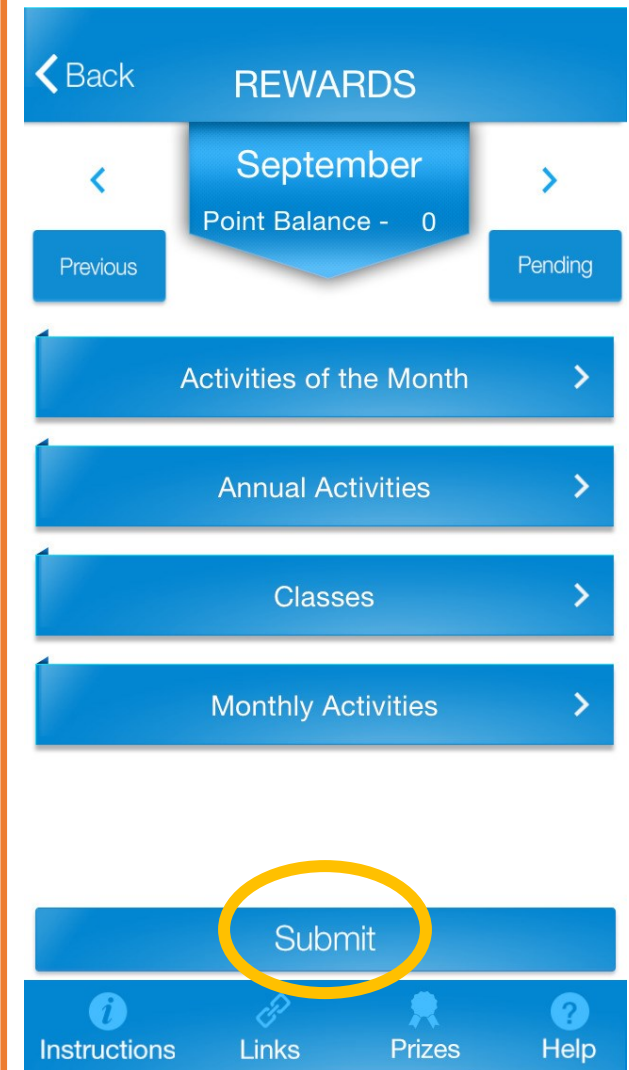 Back
REWARDS
September
Point Balance - 0
Previous
Pending
Activities of the Month
Annual Activities
Classes
Monthly Activities
Submit
Instructions Links Prizes Help